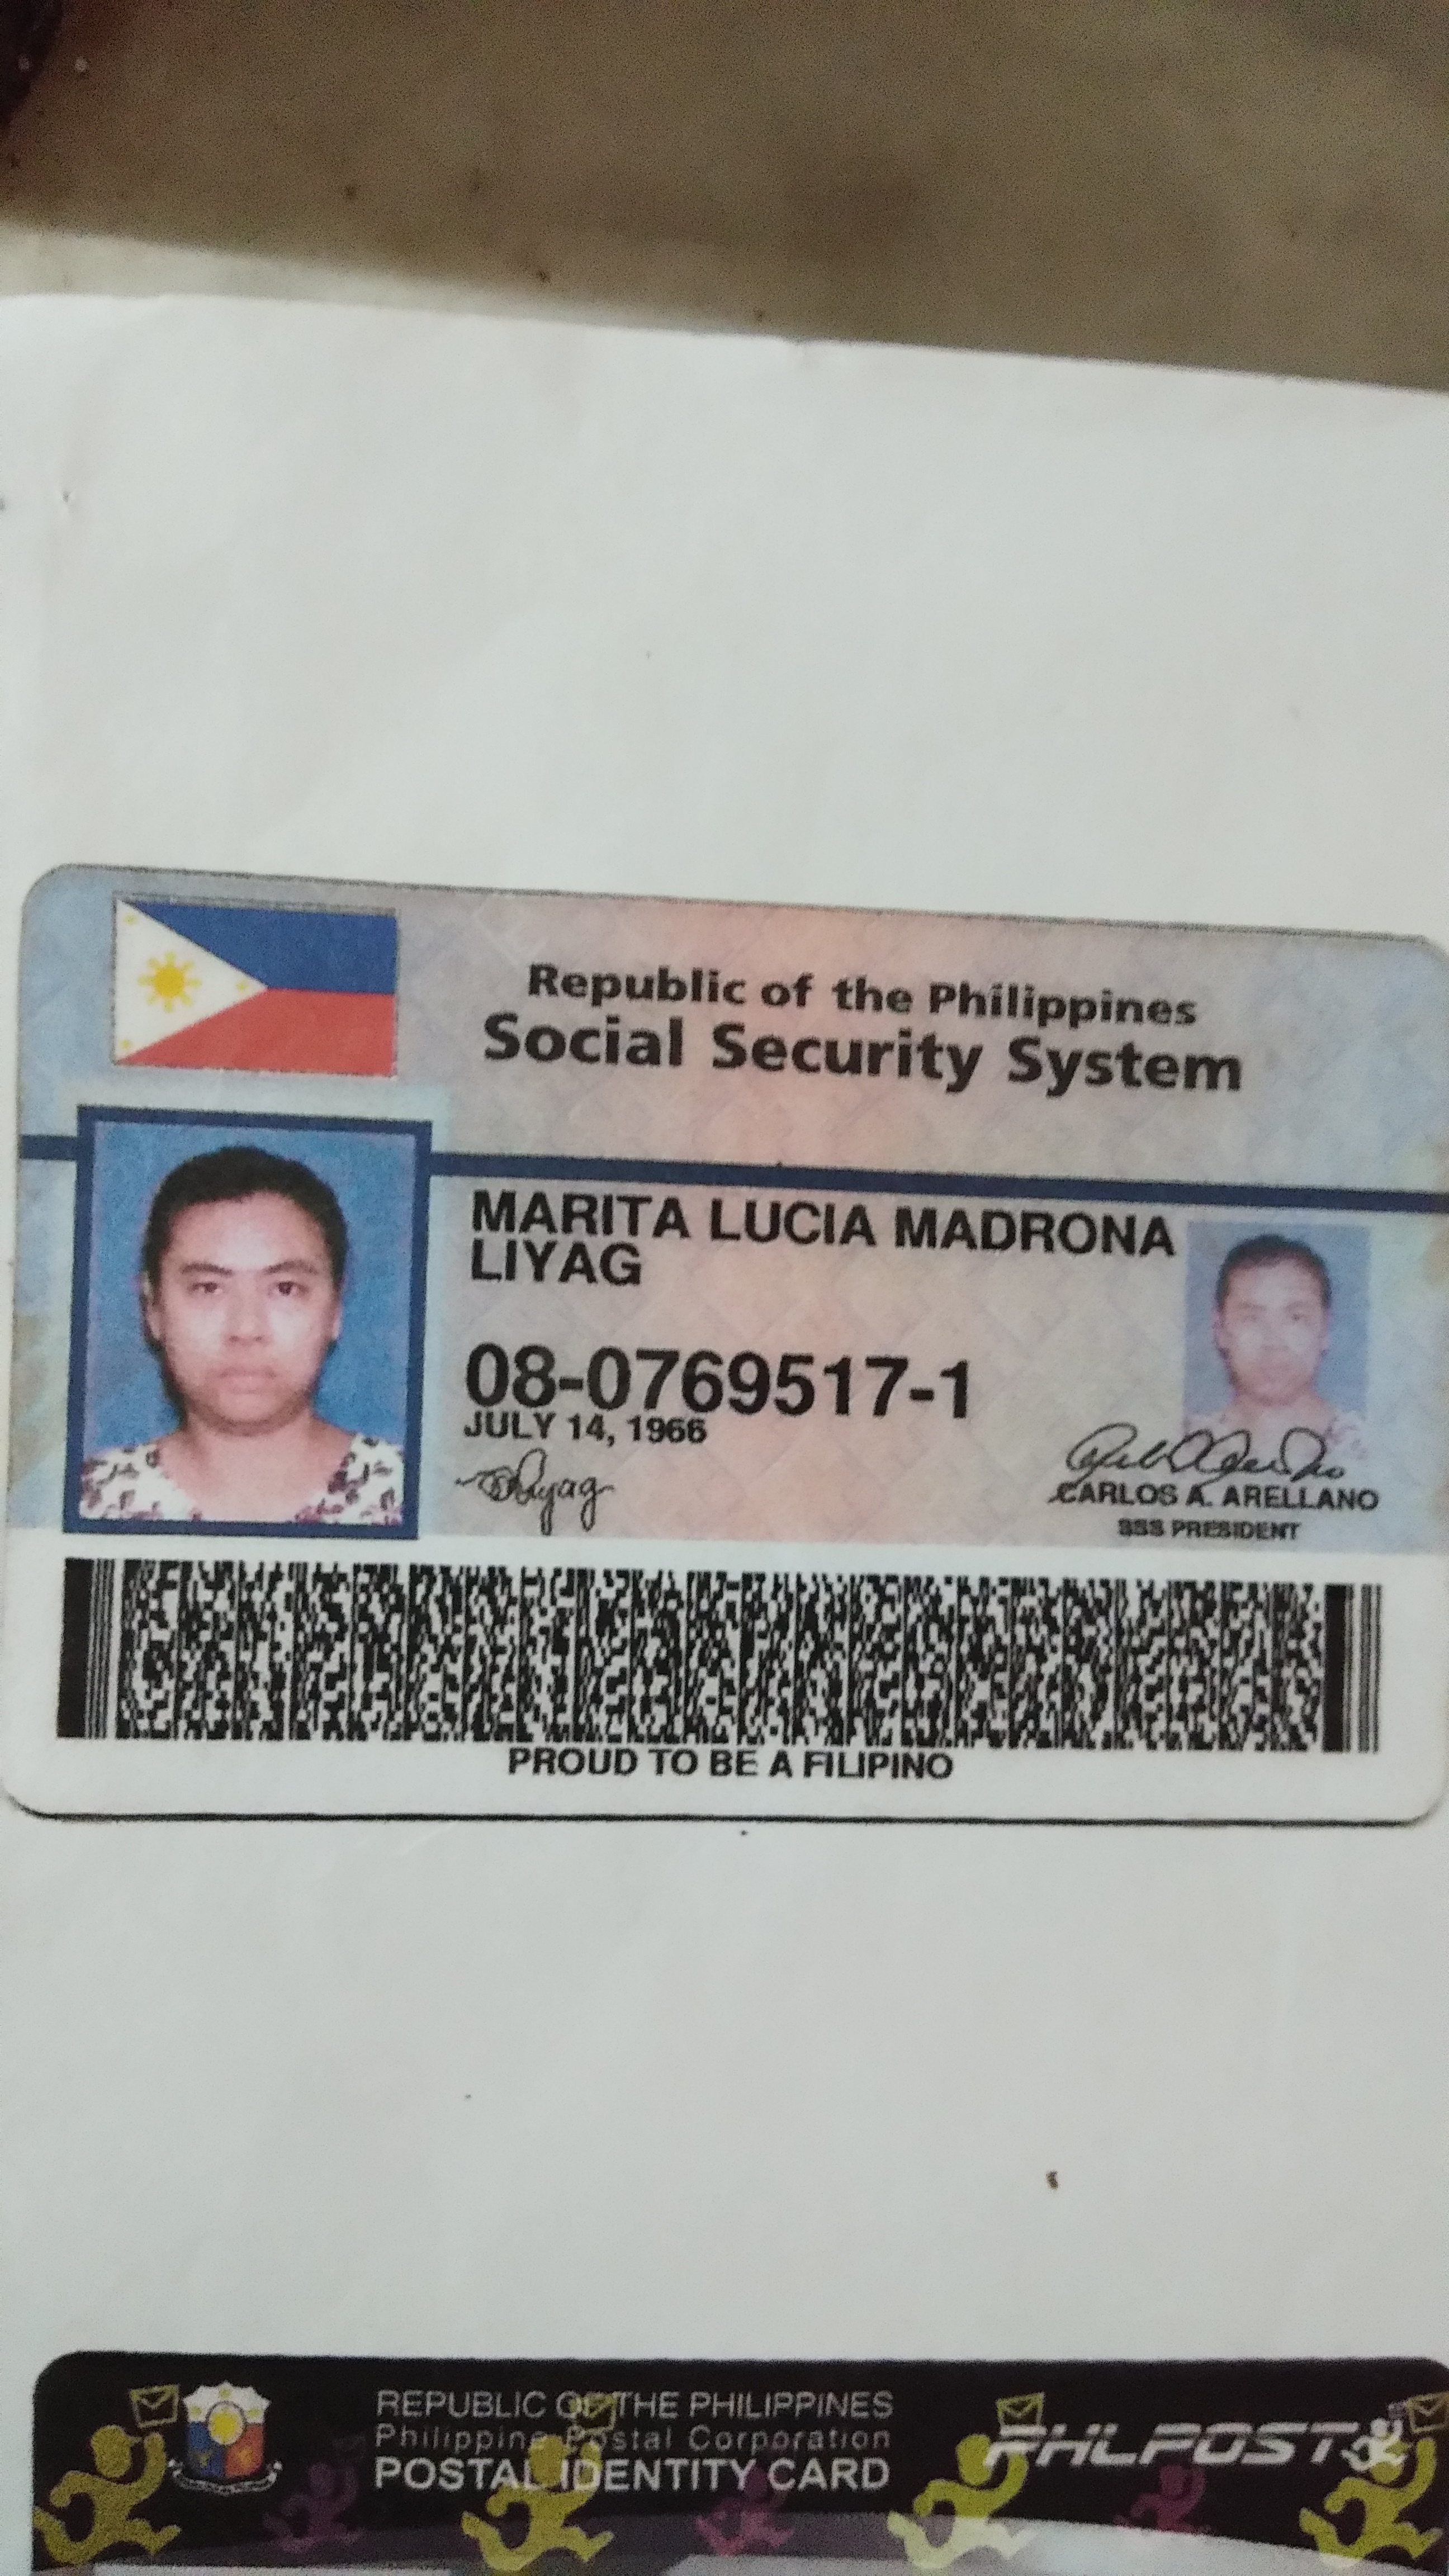 Republic of the Philippines
Social Security System
MARITA LUCIA MADRONA
LIYAG
08-0769517-1
JULY 14, 1966
CARLOS A. ARELLANO
SSS PRESIDENT
PROUD TO BE A FILIPINO
REPUBLIC OF THE PHILIPPINES
Philippine Postal Corporation
POSTAL IDENTITY CARD
PHLPOST